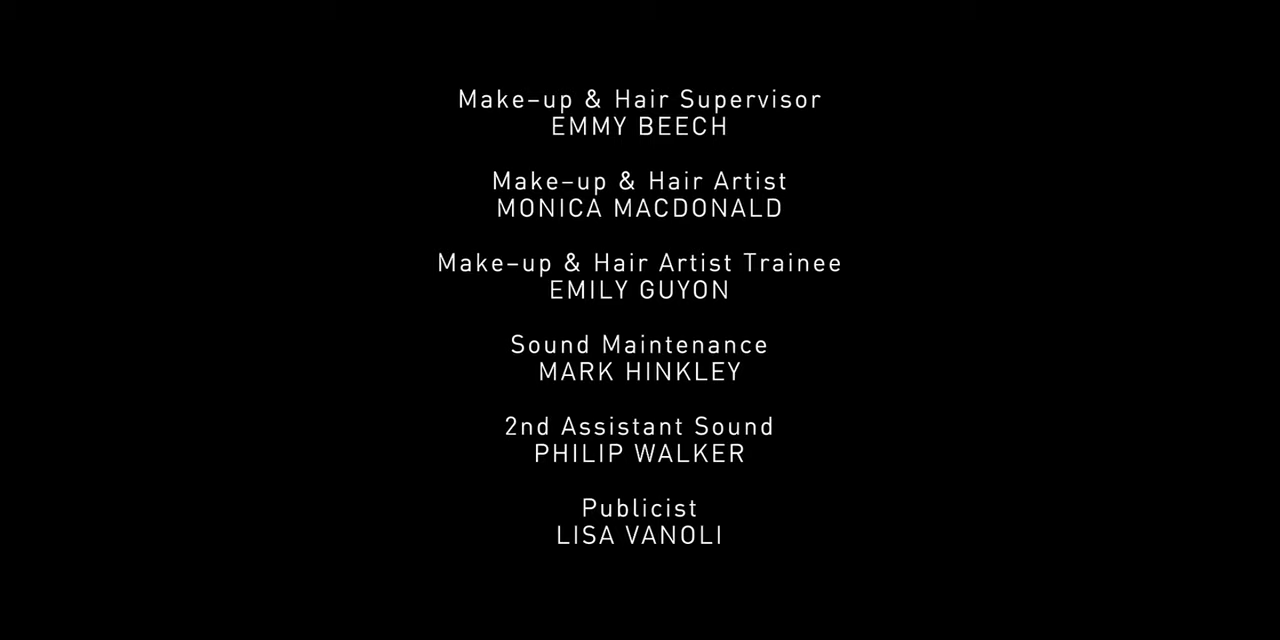 Make-up & Hair Supervisor
EMMY BEECH
Make-up & Hair Artist
MONICA MACDONALD
Make-up & Hair Artist Trainee
EMILY GUYON
Sound Maintenance
MARK HINKLEY
2nd Assistant Sound
PHILIP WALKER
Publicist
LISA VANOLI